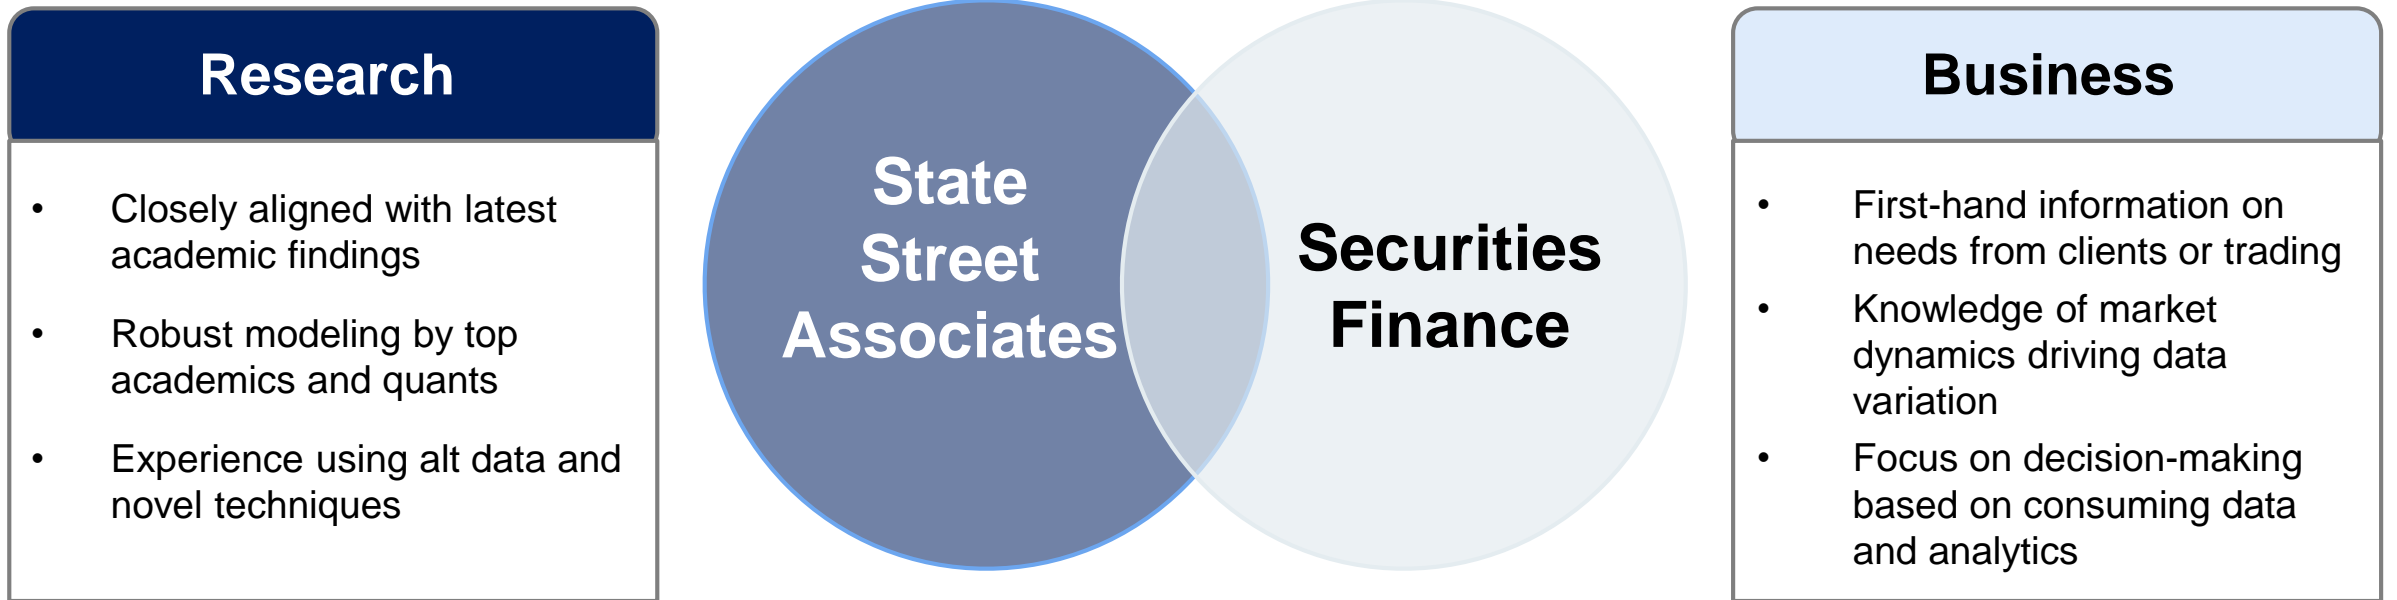 Research
• Closely aligned with latest
academic findings
• Robust modeling by top
academics and quants
• Experience using alt data and
novel techniques
State
Street
Associates
Securities
Finance
Business
• First-hand information on
needs from clients or trading
• Knowledge of market
dynamics driving data
variation
• Focus on decision-making
based on consuming data
and analytics